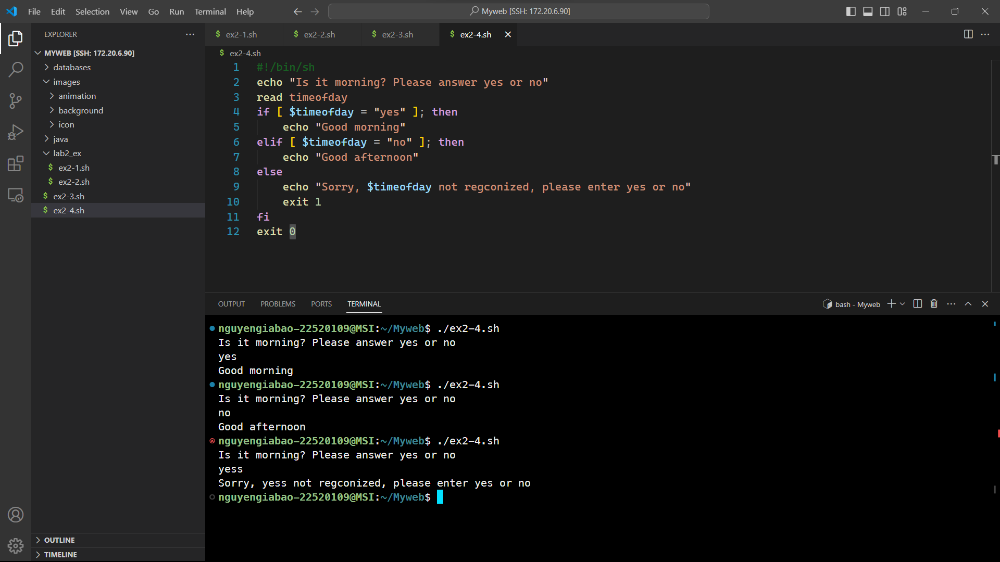 File Edit Selection View Go Run Terminal Help
Myweb [SSH: 172.20.6.90]
EXPLORER
MYWEB [SSH: 172.20.6.90]
databases
images
animation
background
icon
java
lab2_ex
$ ex2-1.sh
$ ex2-2.sh
$ ex2-3.sh
$ ex2-4.sh
OUTLINE
TIMELINE
$ ex2-1.sh $ ex2-2.sh $ ex2-3.sh $ ex2-4.sh
$ ex2-4.sh
1 #!/bin/sh
2 echo "Is it morning? Please answer yes or no"
3 read timeofday
4 if [ $timeofday = "yes" ]; then
5 echo "Good morning"
6 elif [ $timeofday = "no" ]; then
7 echo "Good afternoon"
8 else
9 echo "Sorry, $timeofday not regconized, please enter yes or no"
10 exit 1
11 fi
12 exit 0
OUTPUT PROBLEMS PORTS TERMINAL
bash - Myweb
nguyengiabao-22520109@MSI:~/Myweb$ ./ex2-4.sh
Is it morning? Please answer yes or no
yes
Good morning
nguyengiabao-22520109@MSI:~/Myweb$ ./ex2-4.sh
Is it morning? Please answer yes or no
no
Good afternoon
nguyengiabao-22520109@MSI:~/Myweb$ ./ex2-4.sh
Is it morning? Please answer yes or no
yess
Sorry, yess not regconized, please enter yes or no
nguyengiabao-22520109@MSI:~/Myweb$